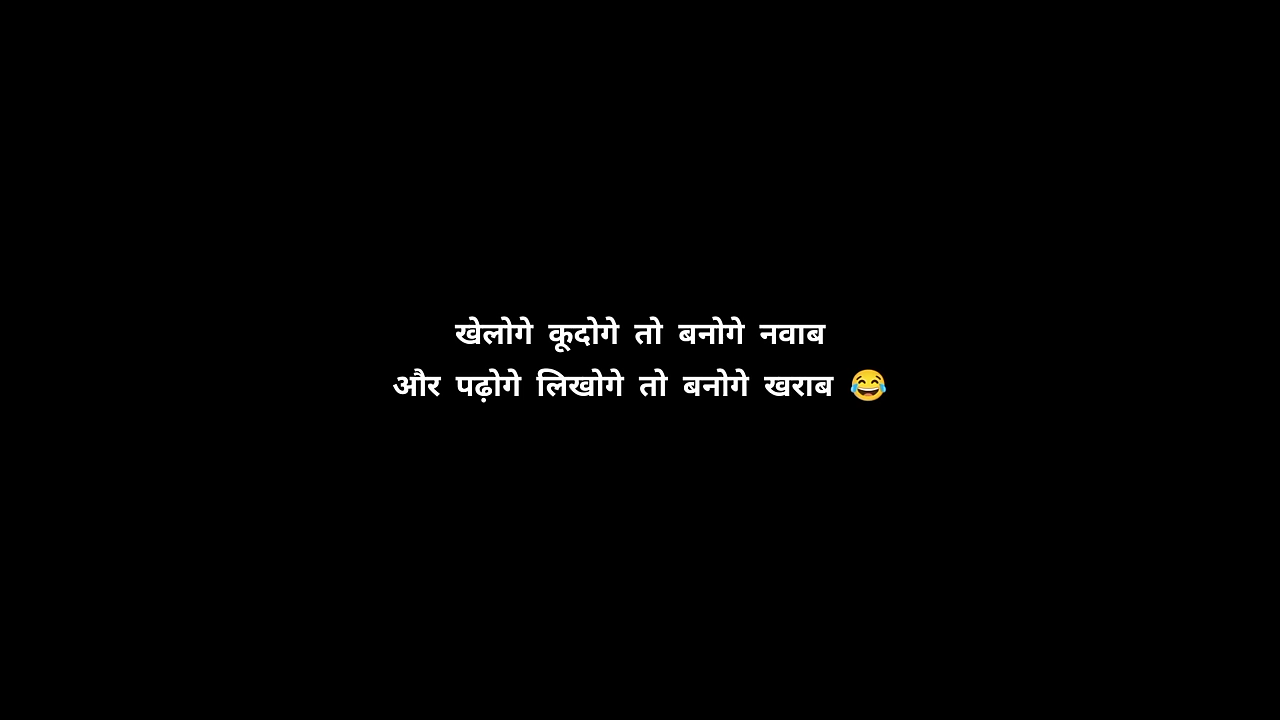 खेलोगे कूदोगे तो बनोगे नवाब
और पढ़ोगे लिखोगे तो बनोगे खराब 😂